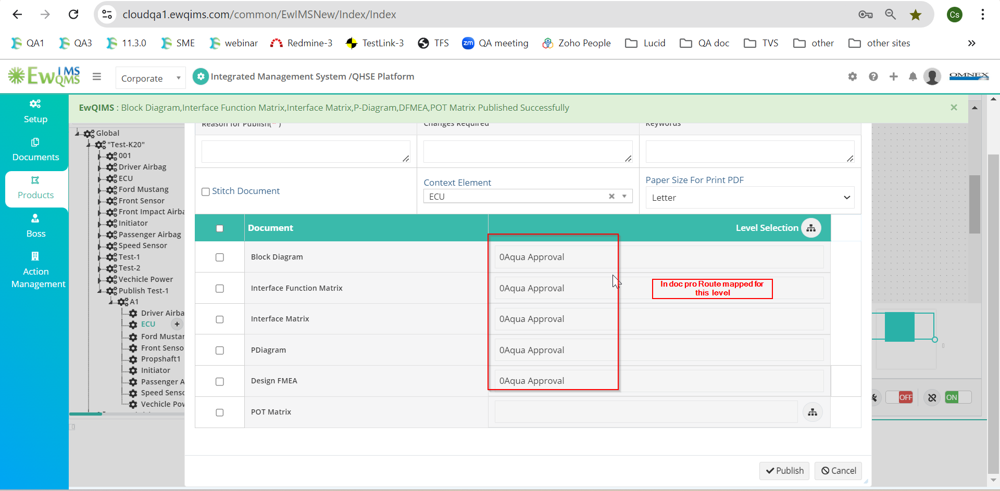 cloudqa1.ewqims.com/common/EwIMSNew/Index/Index
Cs
QA1
QA3
11.3.0
SME
webinar
Redmine-3
TestLink-3
TFS
zm
QA meeting
Zoho People
Lucid
QA doc
TVS
other
other sites
EwQMS
IMS
Corporate
Integrated Management System /QHSE Platform
OMNEX
Setup
Documents
Products
Boss
Action
Management
EwQIMS : Block Diagram,Interface Function Matrix,Interface Matrix,P-Diagram,DFMEA,POT Matrix Published Successfully
Global
"Test-K20"
001
Driver Airbag
ECU
Ford Mustang
Front Sensor
Front Impact Airba
Initiator
Passenger Airbag
Speed Sensor
Test-1
Test-2
Vechicle Power
Publish Test-1
A1
Driver Airba
ECU
Ford Mustar
Front Senso
Propshaft1
Initiator
Passenger A
Speed Senso
Vechicle Pov
Reason for Publish(*)
Changes Required
Keywords
Stitch Document
Context Element
ECU
Paper Size For Print PDF
Letter
Document
Level Selection
Block Diagram
0Aqua Approval
Interface Function Matrix
0Aqua Approval
In doc pro Route mapped for
this level
Interface Matrix
0Aqua Approval
PDiagram
0Aqua Approval
Design FMEA
0Aqua Approval
POT Matrix
OFF
ON
Publish
Cancel